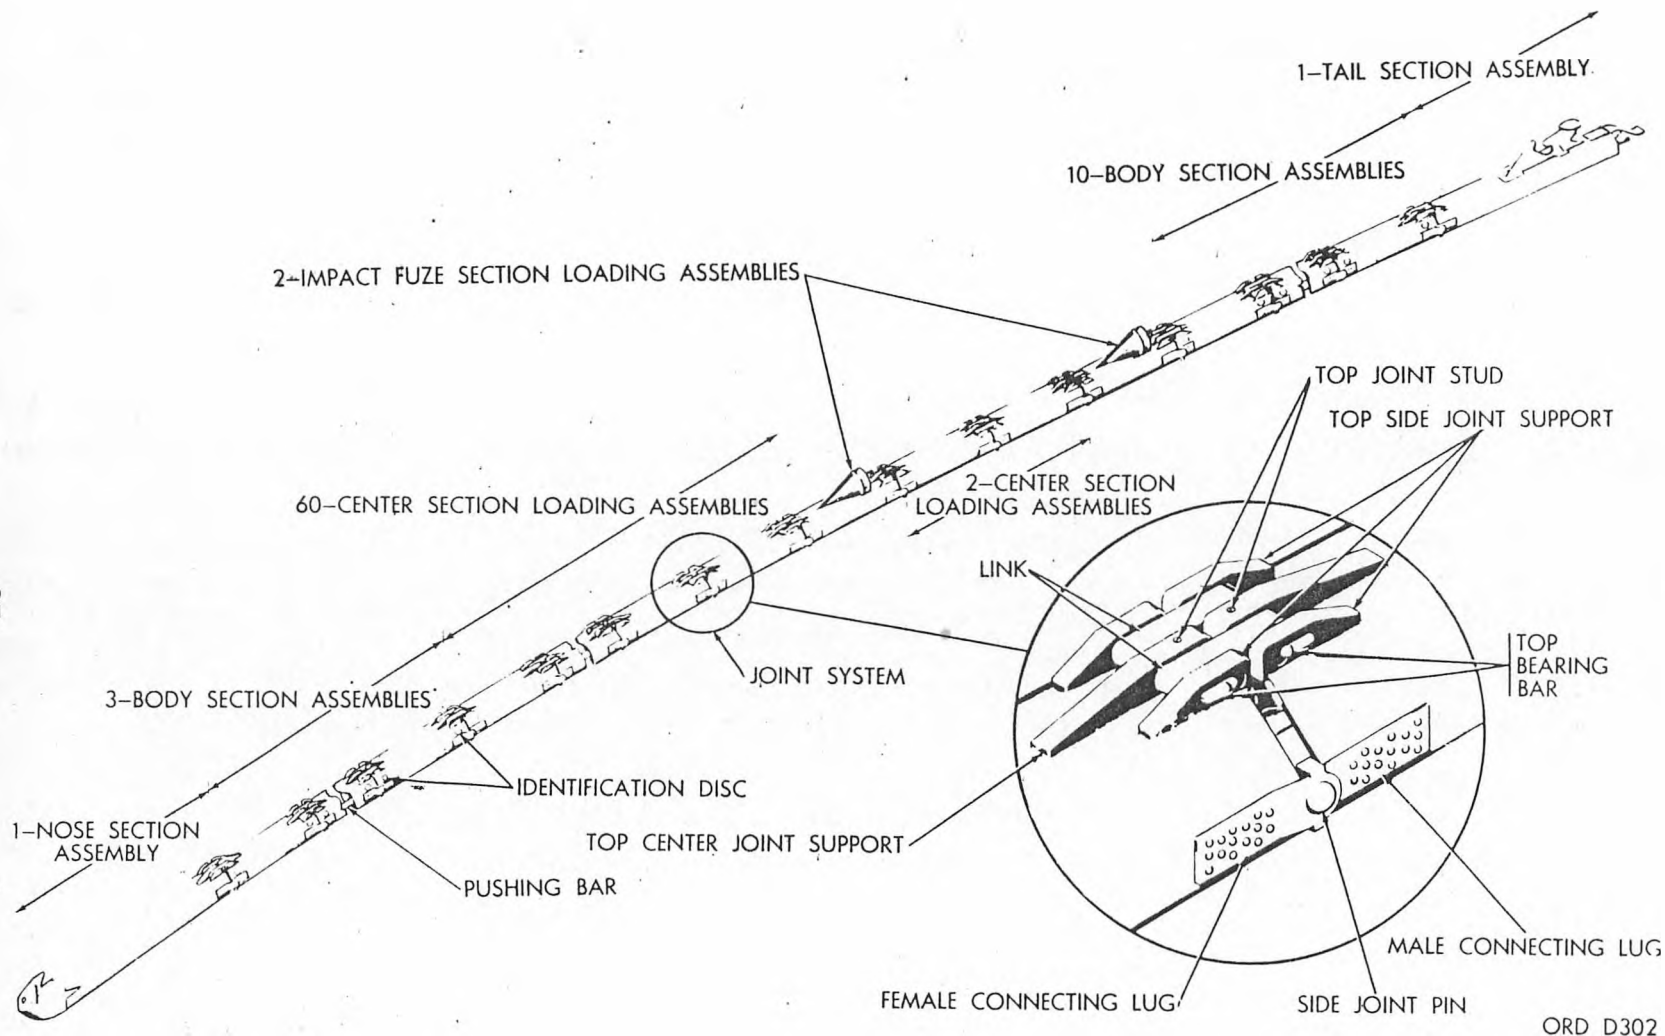 1–TAIL SECTION ASSEMBLY
10–BODY SECTION ASSEMBLIES
2–IMPACT FUZE SECTION LOADING ASSEMBLIES
TOP JOINT STUD
TOP SIDE JOINT SUPPORT
60–CENTER SECTION LOADING ASSEMBLIES
2–CENTER SECTION
LOADING ASSEMBLIES
LINK
TOP
BEARING
BAR
JOINT SYSTEM
3–BODY SECTION ASSEMBLIES
IDENTIFICATION DISC
1–NOSE SECTION
ASSEMBLY
TOP CENTER JOINT SUPPORT
PUSHING BAR
MALE CONNECTING LUG
FEMALE CONNECTING LUG
SIDE JOINT PIN
ORD D302